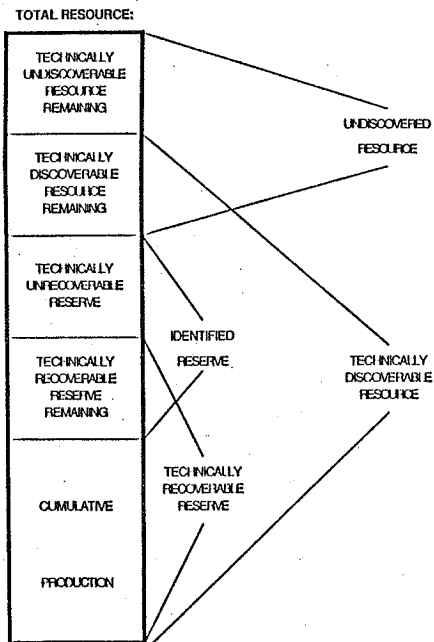 TOTAL RESOURCE:
TECHNICALLY
UNDISCOVERABLE
RESOURCE
REMAINING
TECHNICALLY
DISCOVERABLE
RESOURCE
REMAINING
TECHNICALLY
UNRECOVERABLE
RESERVE
TECHNICALLY
RECOVERABLE
RESERVE
REMAINING
CUMULATIVE
PRODUCTION
IDENTIFIED
RESERVE
TECHNICALLY
RECOVERABLE
RESERVE
UNDISCOVERED
RESOURCE
TECHNICALLY
DISCOVERABLE
RESOURCE